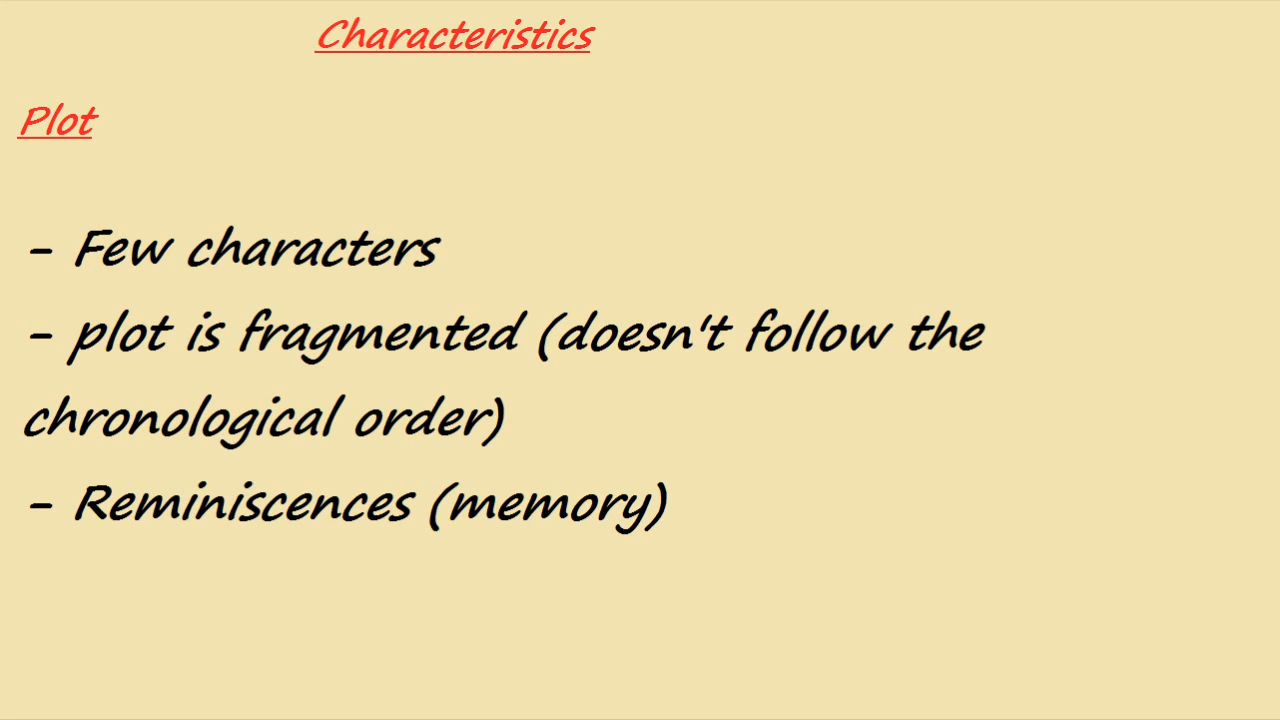 Characteristics
Plot
- Few characters
- plot is fragmented (doesn't follow the
chronological order)
- Reminiscences (memory)